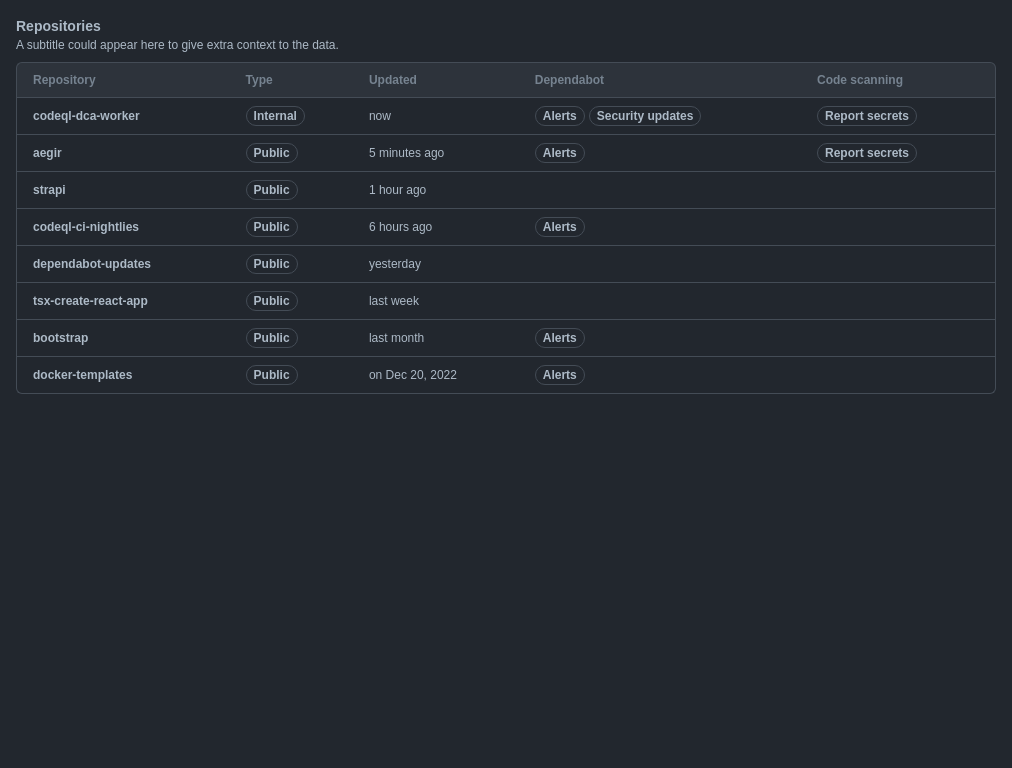 Repositories
A subtitle could appear here to give extra context to the data.
Repository Type Updated Dependabot Code scanning
codeql-dca-worker Internal now Alerts Security updates Report secrets
aegir Public 5 minutes ago Alerts Report secrets
strapi Public 1 hour ago
codeql-ci-nightlies Public 6 hours ago Alerts
dependabot-updates Public yesterday
tsx-create-react-app Public last week
bootstrap Public last month Alerts
docker-templates Public on Dec 20, 2022 Alerts